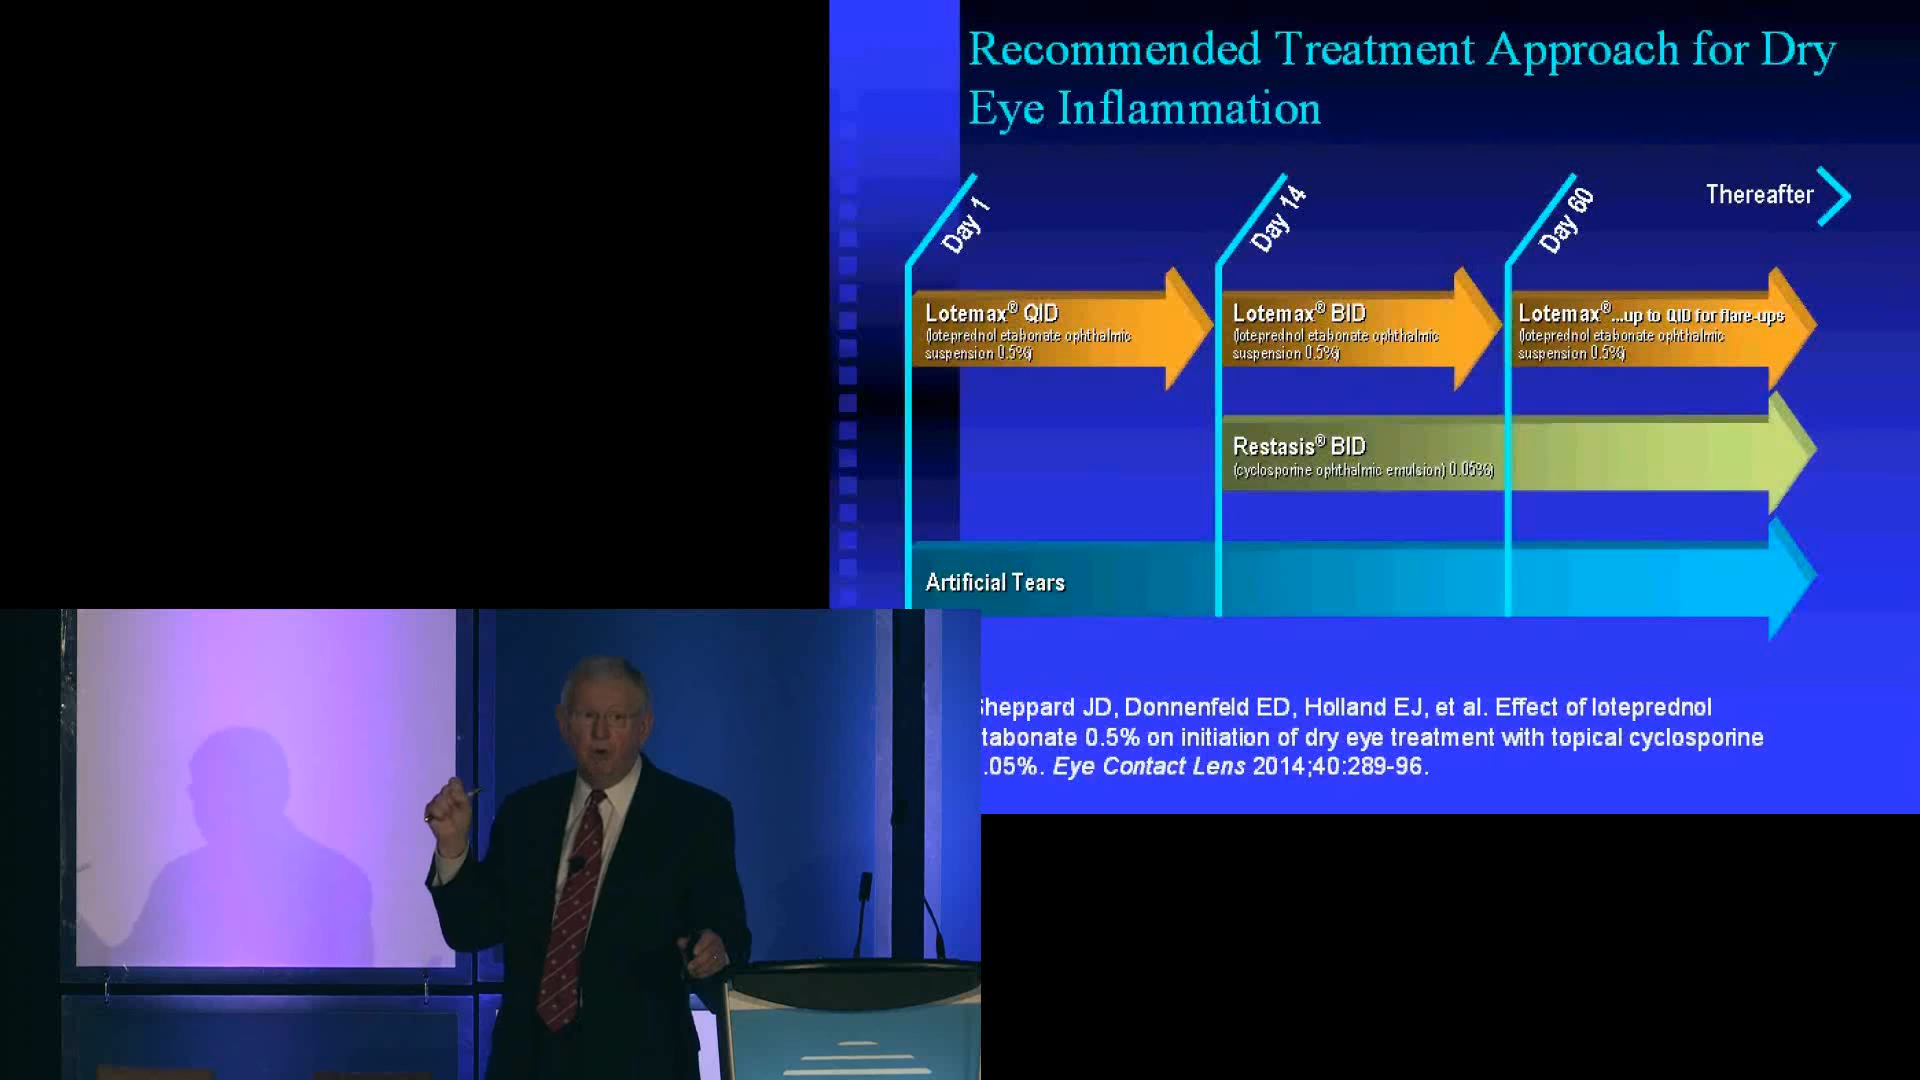 Recommended Treatment Approach for Dry
Eye Inflammation
Day 1
Day 14
Day 60
Thereafter
Lotemax® QID
(loteprednol etabonate ophthalmic
suspension 0.5%)
Lotemax® BID
(loteprednol etabonate ophthalmic
suspension 0.5%)
Lotemax®...up to QID for flare-ups
(loteprednol etabonate ophthalmic
suspension 0.5%)
Restasis® BID
(cyclosporine ophthalmic emulsion) 0.05%)
Artificial Tears
Sheppard JD, Donnenfeld ED, Holland EJ, et al. Effect of loteprednol
tabonate 0.5% on initiation of dry eye treatment with topical cyclosporine
.05%. Eye Contact Lens 2014;40:289-96.